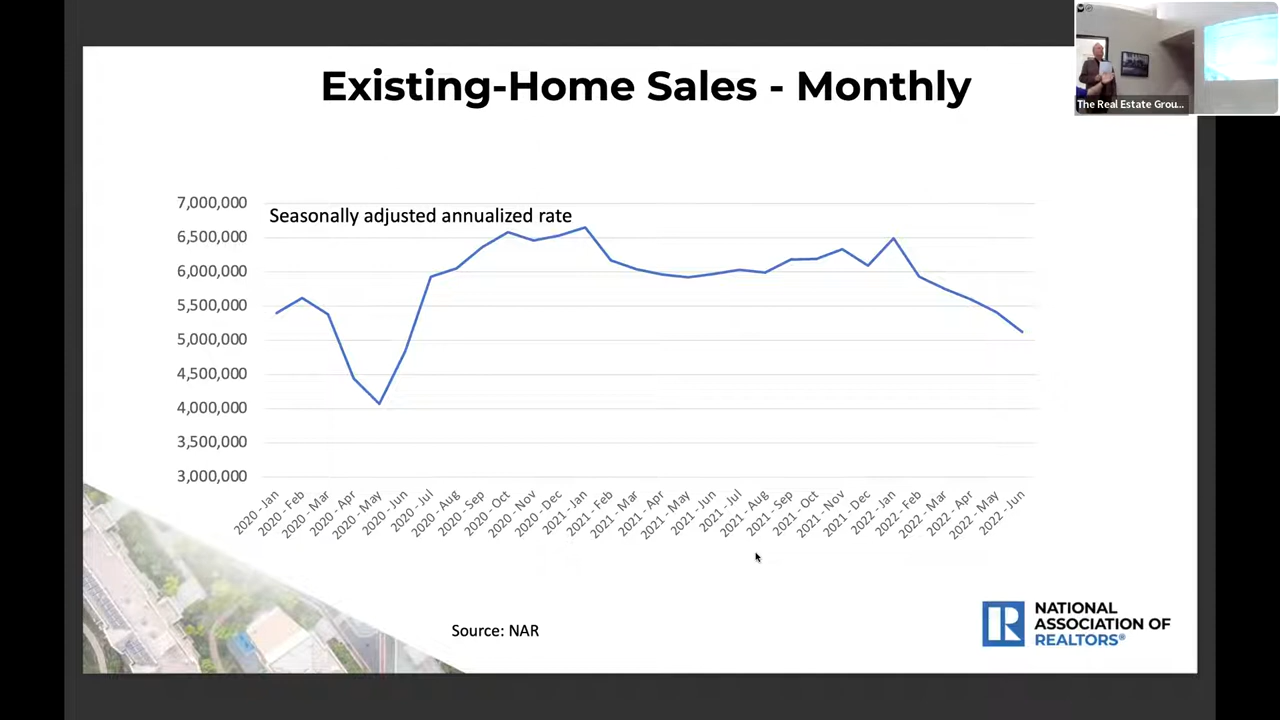 Existing-Home Sales - Monthly
The Real Estate Grou...
7,000,000
Seasonally adjusted annualized rate
6,500,000
6,000,000
5,500,000
5,000,000
4,500,000
4,000,000
3,500,000
3,000,000
2020 - Jan
2020 - Feb
2020 - Mar
2020 - Apr
2020 - May
2020 - Jun
2020 - Jul
2020 - Aug
2020 - Sep
2020 - Oct
2020 - Nov
2020 - Dec
2021 - Jan
2021 - Feb
2021 - Mar
2021 - Apr
2021 - May
2021 - Jun
2021 - Jul
2021 - Aug
2021 - Sep
2021 - Oct
2021 - Nov
2021 - Dec
2022 - Jan
2022 - Feb
2022 - Mar
2022 - Apr
2022 - May
2022 - Jun
Source: NAR
R
NATIONAL
ASSOCIATION OF
REALTORS®